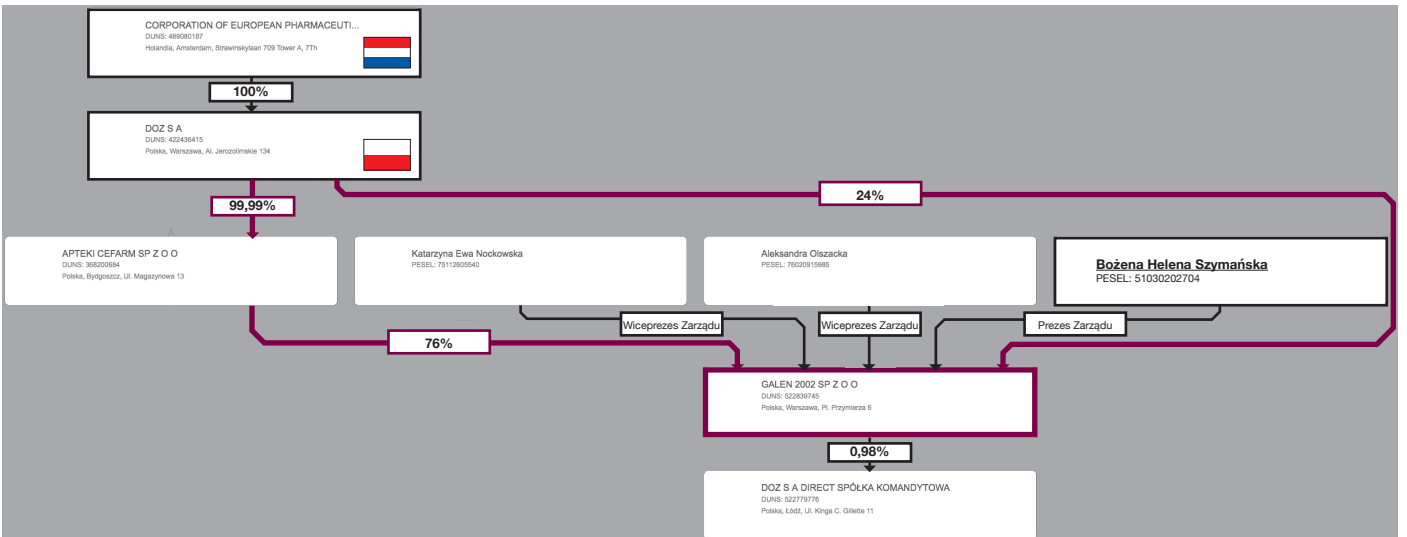 CORPORATION OF EUROPEAN PHARMACEUTI...
DUNS: 489080187
Holandia, Amsterdam, Strawinskylaan 709 Tower A, 7Th
100%
DOZ S A
DUNS: 422436415
Polska, Warszawa, Al. Jerozolimskie 134
24%
99,99%
APTEKI CEFARM SP Z O O
DUNS: 368200684
Polska, Bydgoszcz, Ul. Magazynowa 13
Katarzyna Ewa Nockowska
PESEL: 75112605540
Aleksandra Olszacka
PESEL: 76020915985
Bożena Helena Szymańska
PESEL: 51030202704
Wiceprezes Zarządu
Wiceprezes Zarządu
Prezes Zarządu
76%
GALEN 2002 SP Z O O
DUNS: 522839745
Polska, Warszawa, Pl. Przymierza 6
0,98%
DOZ S A DIRECT SPÓŁKA KOMANDYTOWA
DUNS: 522779776
Polska, Łódź, Ul. Kinga C. Gillette 11